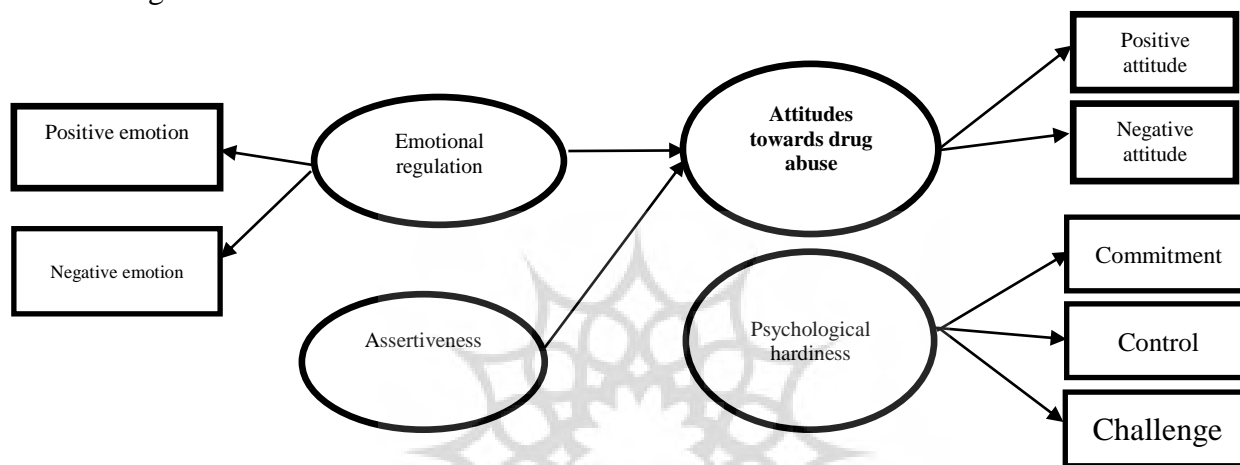 Positive
attitude
Positive emotion
Emotional
regulation
Attitudes
towards drug
abuse
Negative
attitude
Negative emotion
Assertiveness
Psychological
hardiness
Commitment
Control
Challenge